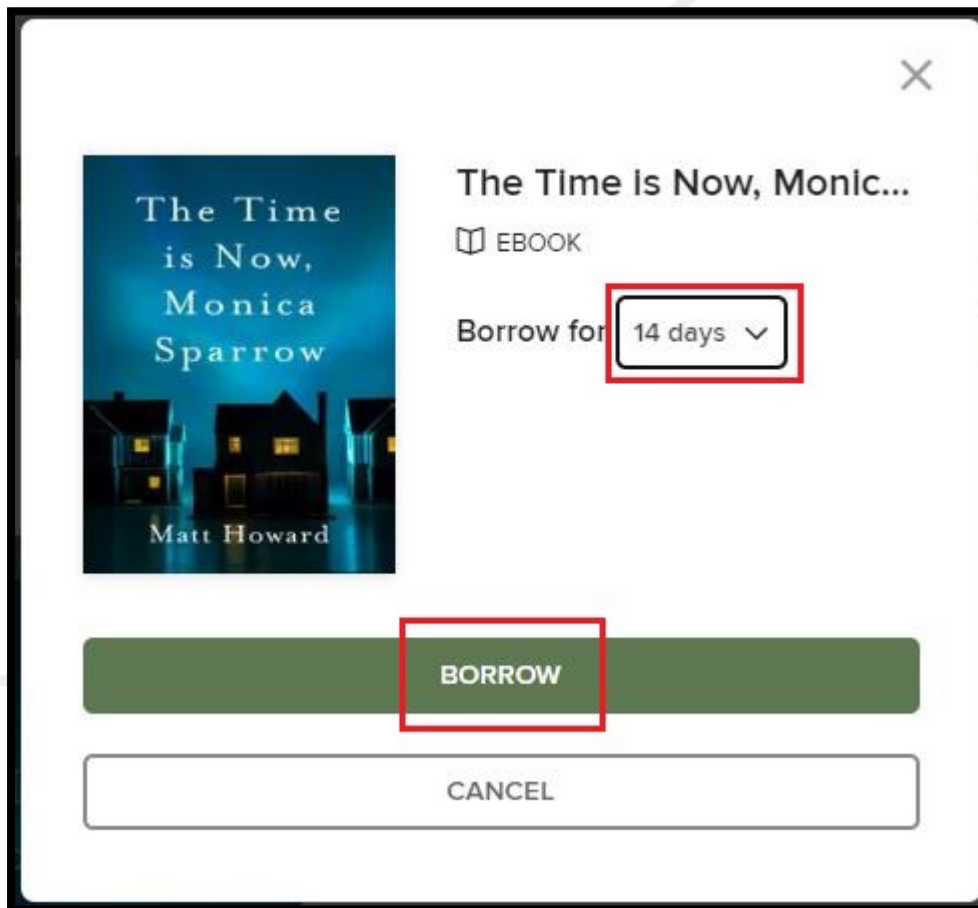 The Time
is Now,
Monica
Sparrow
Matt Howard
The Time is Now, Monic...
EBOOK
Borrow for 14 days
BORROW
CANCEL